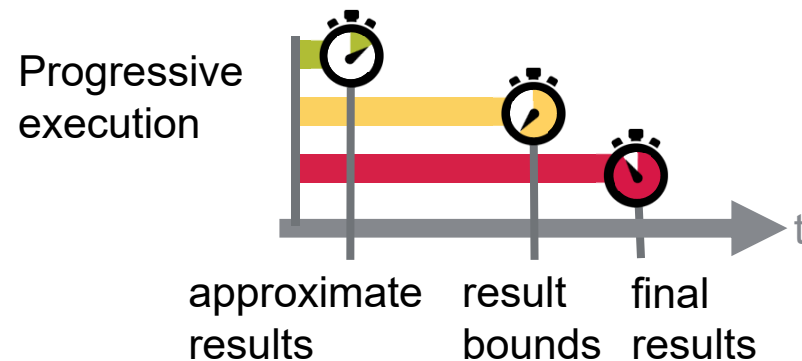 Progressive
execution
t
approximate
results
result
bounds
final
results